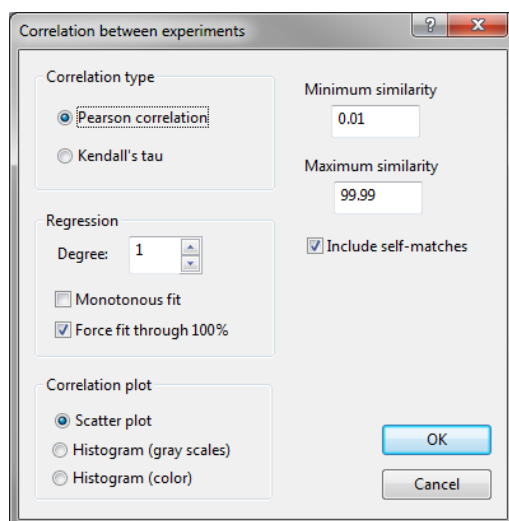 Correlation between experiments
Correlation type
Pearson correlation
Kendall's tau
Minimum similarity
0.01
Maximum similarity
99.99
Include self-matches
Regression
Degree: 1
Monotonous fit
Force fit through 100%
Correlation plot
Scatter plot
Histogram (gray scales)
Histogram (color)
OK
Cancel